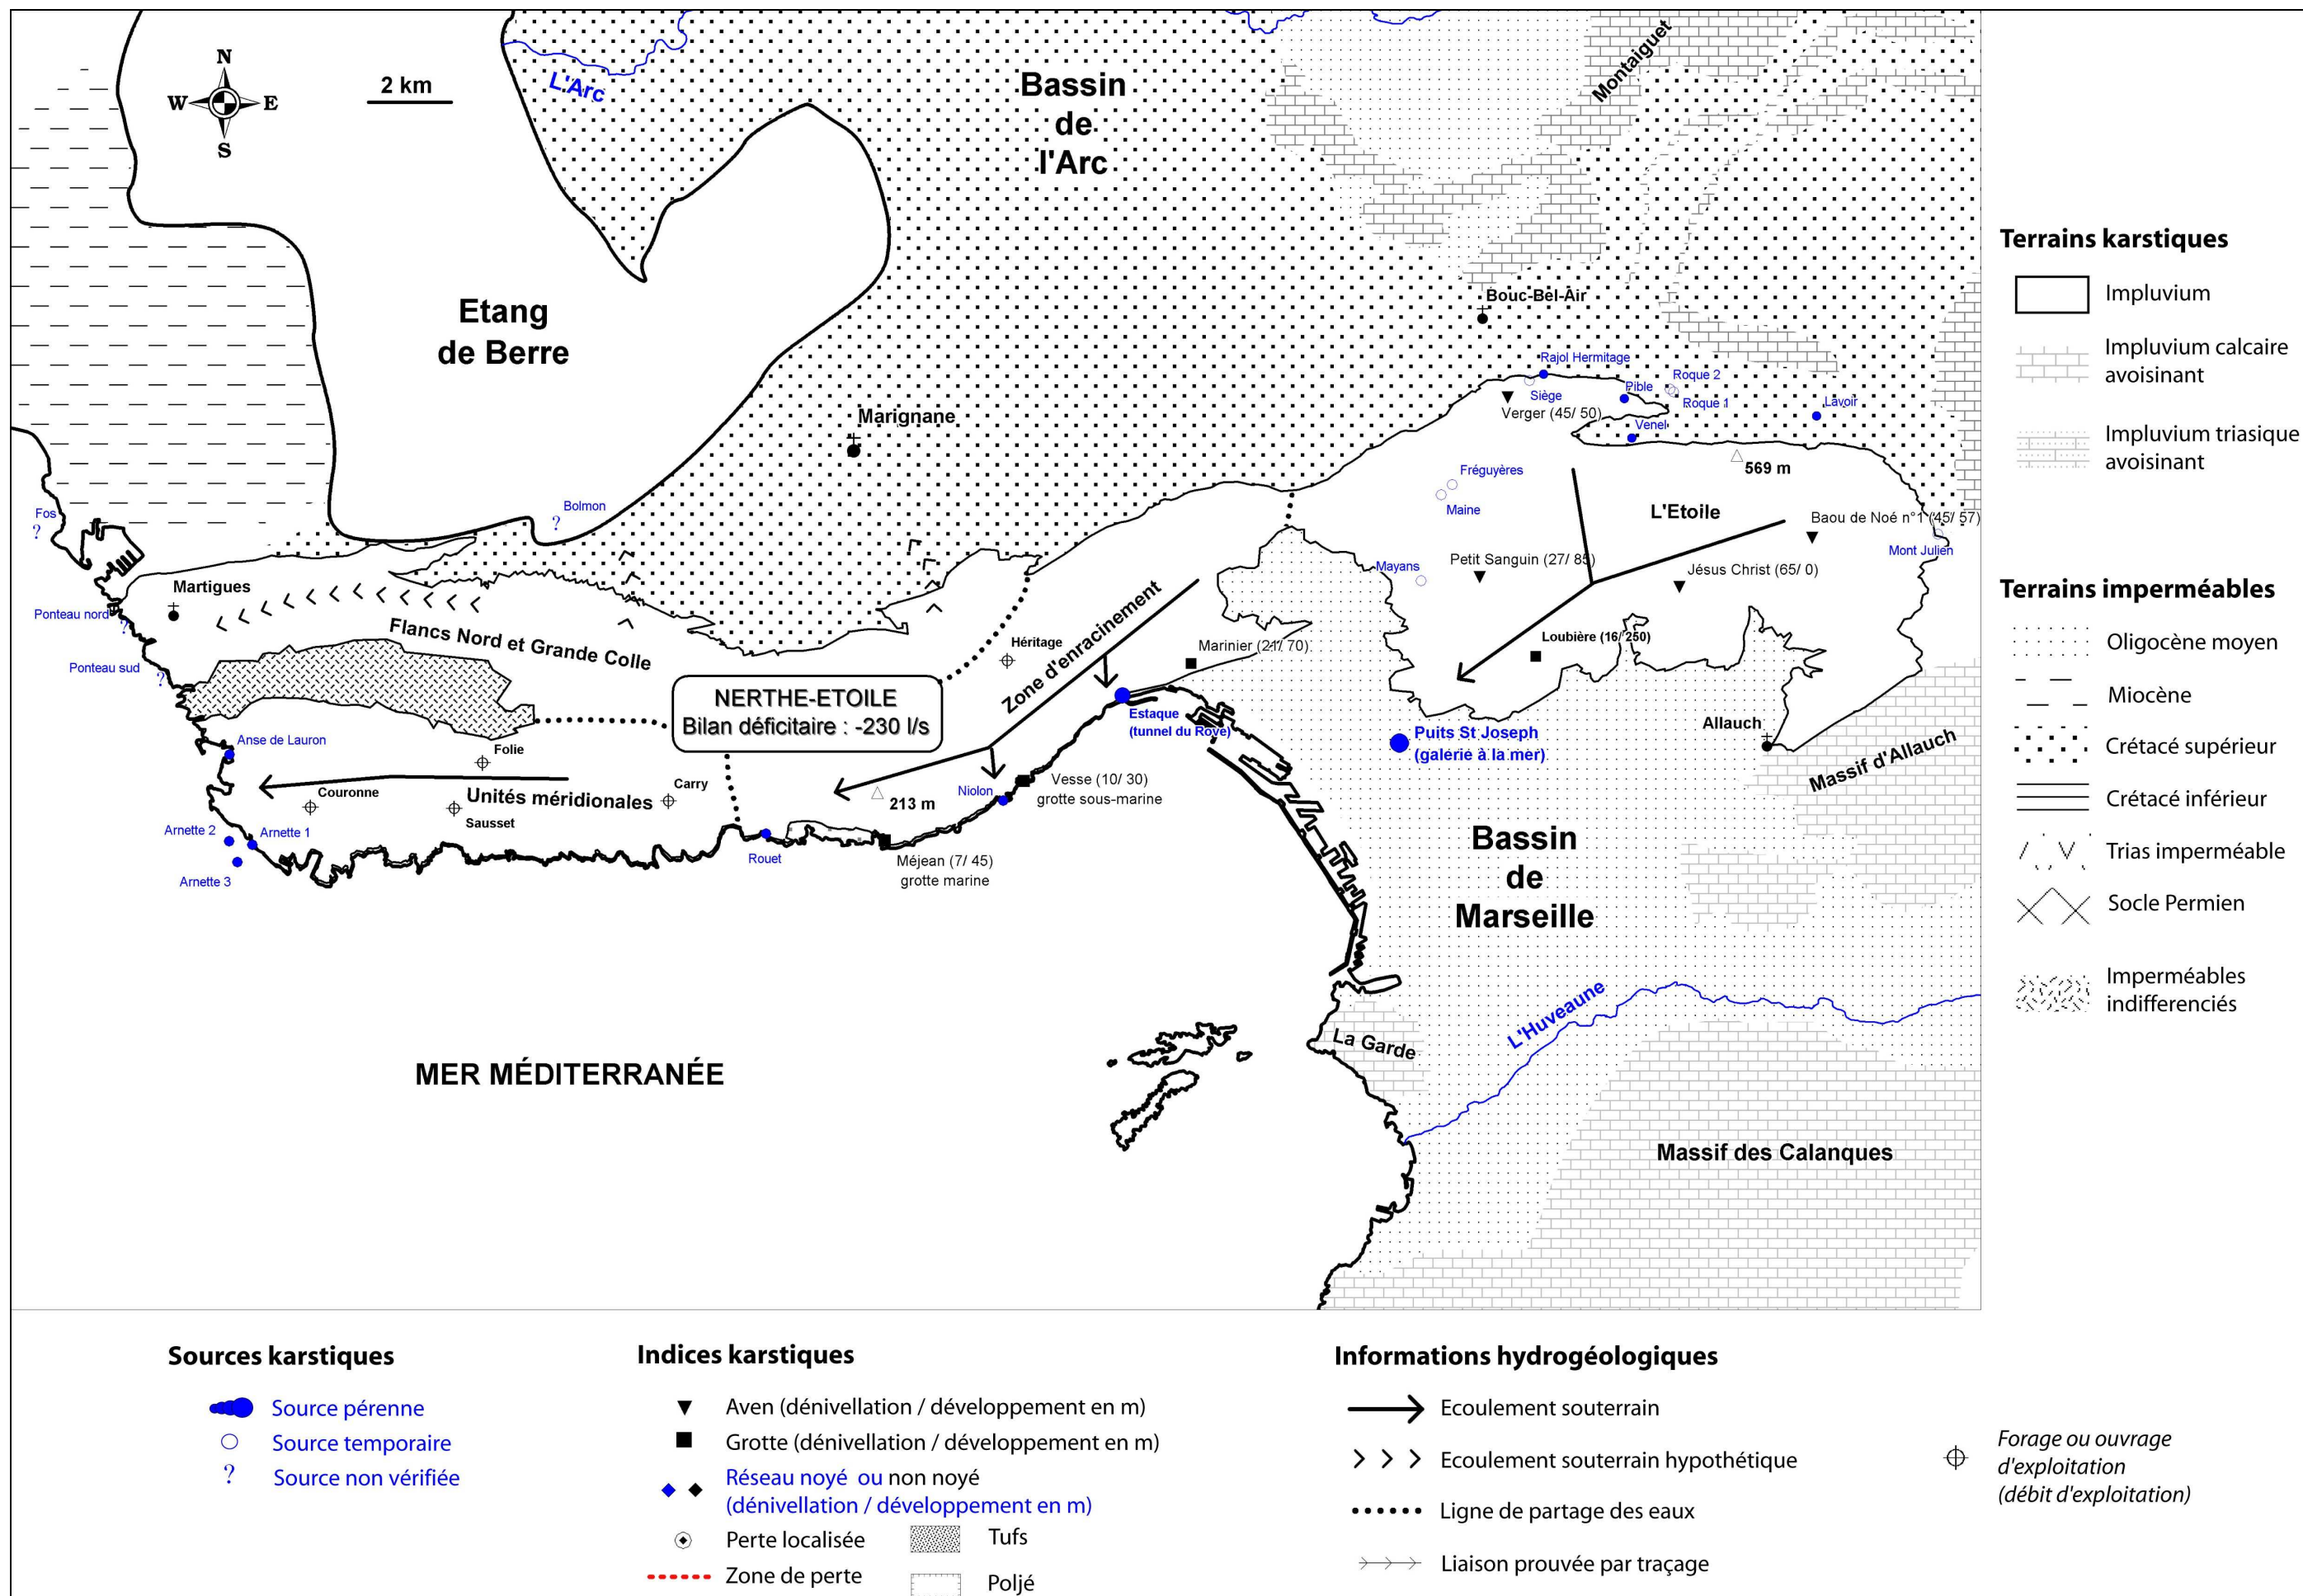 N
W
E
S
2 km
L'Arc
Bassin
de
l'Arc
Montaiguet
Etang
de Berre
Marignane
Bouc-Bel-Air
Rajol Hermitage
Siège
Verger (45/ 50)
Pible
Roque 2
Roque 1
Lavoir
Venel
569 m
Fréguyères
Maine
L'Etoile
Baou de Noé n°1 (45/ 57)
Mont Julien
Fos
?
Bolmon
?
Petit Sanguin (27/ 85)
Mayans
Jésus Christ (65/ 0)
Martigues
Ponteau nord
?
Ponteau sud
?
Flancs Nord et Grande Colle
Héritage
Zone d'enracinement
Marinier (21/ 70)
Loubière (16/ 250)
NERTHE-ETOILE
Bilan déficitaire : -230 l/s
Estaque
(tunnel du Rove)
Puits St Joseph
(galerie à la mer)
Allauch
Massif d'Allauch
Anse de Lauron
Folie
Couronne
Unités méridionales
Carry
Sausset
213 m
Niolon
Vesse (10/ 30)
grotte sous-marine
Arnette 2
Arnette 1
Arnette 3
Rouet
Méjean (7/ 45)
grotte marine
Bassin
de
Marseille
L'Huveaune
La Garde
MER MÉDITERRANÉE
Massif des Calanques
Terrains karstiques
Impluvium
Impluvium calcaire
avoisinant
Impluvium triasique
avoisinant
Terrains imperméables
Oligocène moyen
Miocène
Crétacé supérieur
Crétacé inférieur
Trias imperméable
Socle Permien
Imperméables
indifferenciés
Sources karstiques
Source pérenne
Source temporaire
? Source non vérifiée
Indices karstiques
Aven (dénivellation / développement en m)
Grotte (dénivellation / développement en m)
Réseau noyé ou non noyé
(dénivellation / développement en m)
Perte localisée
Tufs
Zone de perte
Poljé
Informations hydrogéologiques
Ecoulement souterrain
Ecoulement souterrain hypothétique
Ligne de partage des eaux
Liaison prouvée par traçage
Forage ou ouvrage
d'exploitation
(débit d'exploitation)